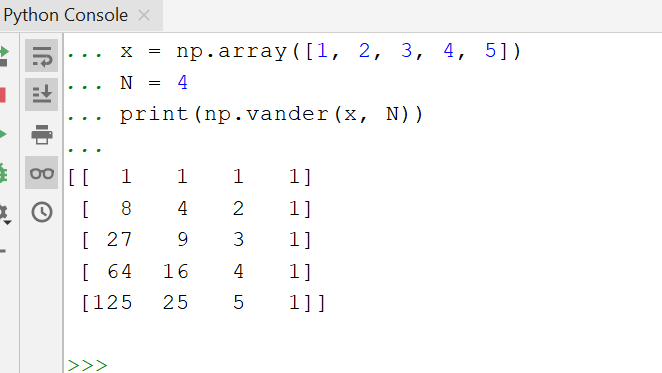 Python Console ×
... x = np.array([1, 2, 3, 4, 5])
... N = 4
... print(np.vander(x, N))
...
[[  1   1   1   1]
 [  8   4   2   1]
 [ 27   9   3   1]
 [ 64  16   4   1]
 [125  25   5   1]]
>>>